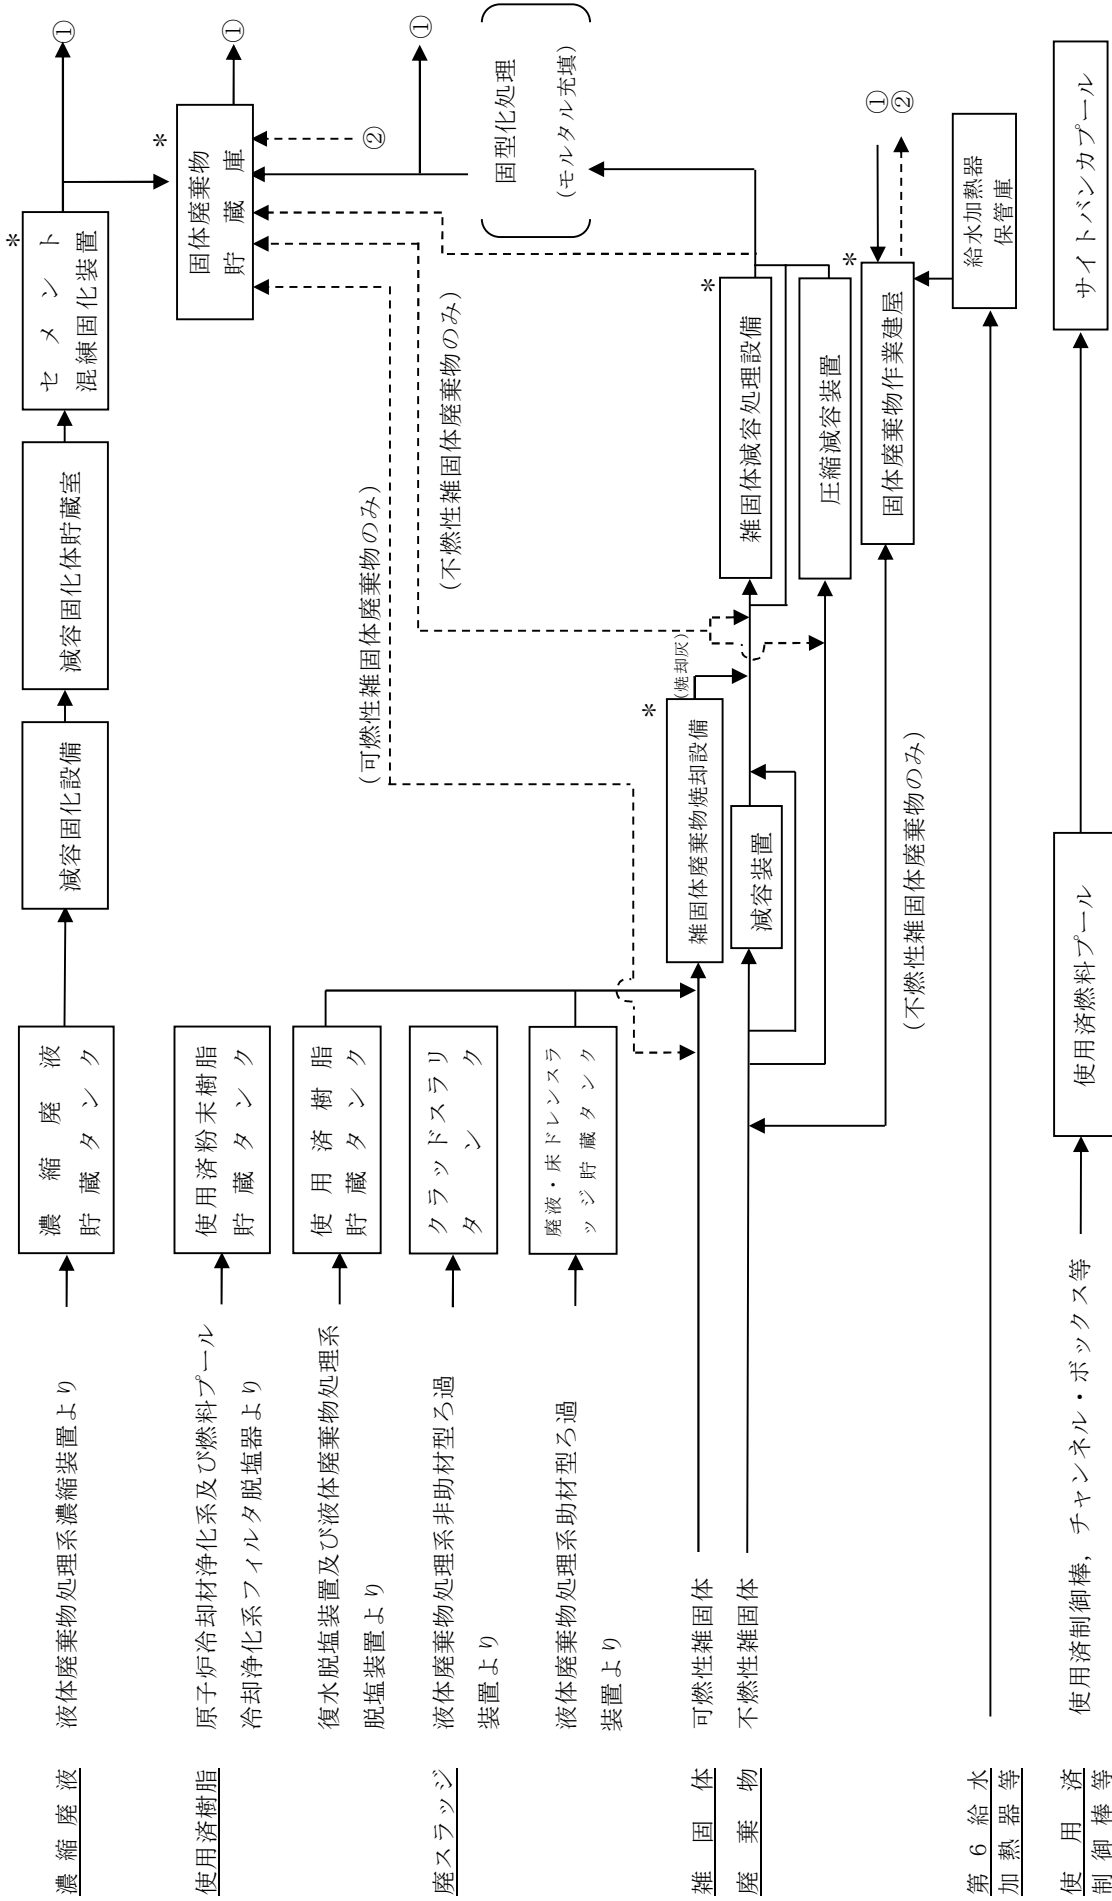 濃縮廃液
液体廃棄物処理系濃縮装置より
濃縮廃液
貯蔵タンク
減容固化設備
減容固化体貯蔵室
セメント
混練固化装置
*
①
使用済樹脂
原子炉冷却材浄化系及び燃料プール
冷却浄化系フィルタ脱塩器より
使用済粉末樹脂
貯蔵タンク
復水脱塩装置及び液体廃棄物処理系
脱塩装置より
使用済樹脂
貯蔵タンク
固体廃棄物
貯蔵庫
*
①
②
①
廃スラッジ
液体廃棄物処理系非助材型ろ過
装置より
クラッドスラリ
タンク
液体廃棄物処理系助材型ろ過
装置より
廃液・床ドレンスラ
ッジ貯蔵タンク
(可燃性雑固体廃棄物のみ)
(不燃性雑固体廃棄物のみ)
固型化処理
(モルタル充填)
雑固体
廃棄物
可燃性雑固体
不燃性雑固体
雑固体廃棄物焼却設備
*
(焼却灰)
減容装置
雑固体減容処理設備
*
圧縮減容装置
固体廃棄物作業建屋
*
①
②
(不燃性雑固体廃棄物のみ)
第6給水
加熱器等
給水加熱器
保管庫
使用済
制御棒等
使用済制御棒,チャンネル・ボックス等
使用済燃料プール
サイトバンカプール